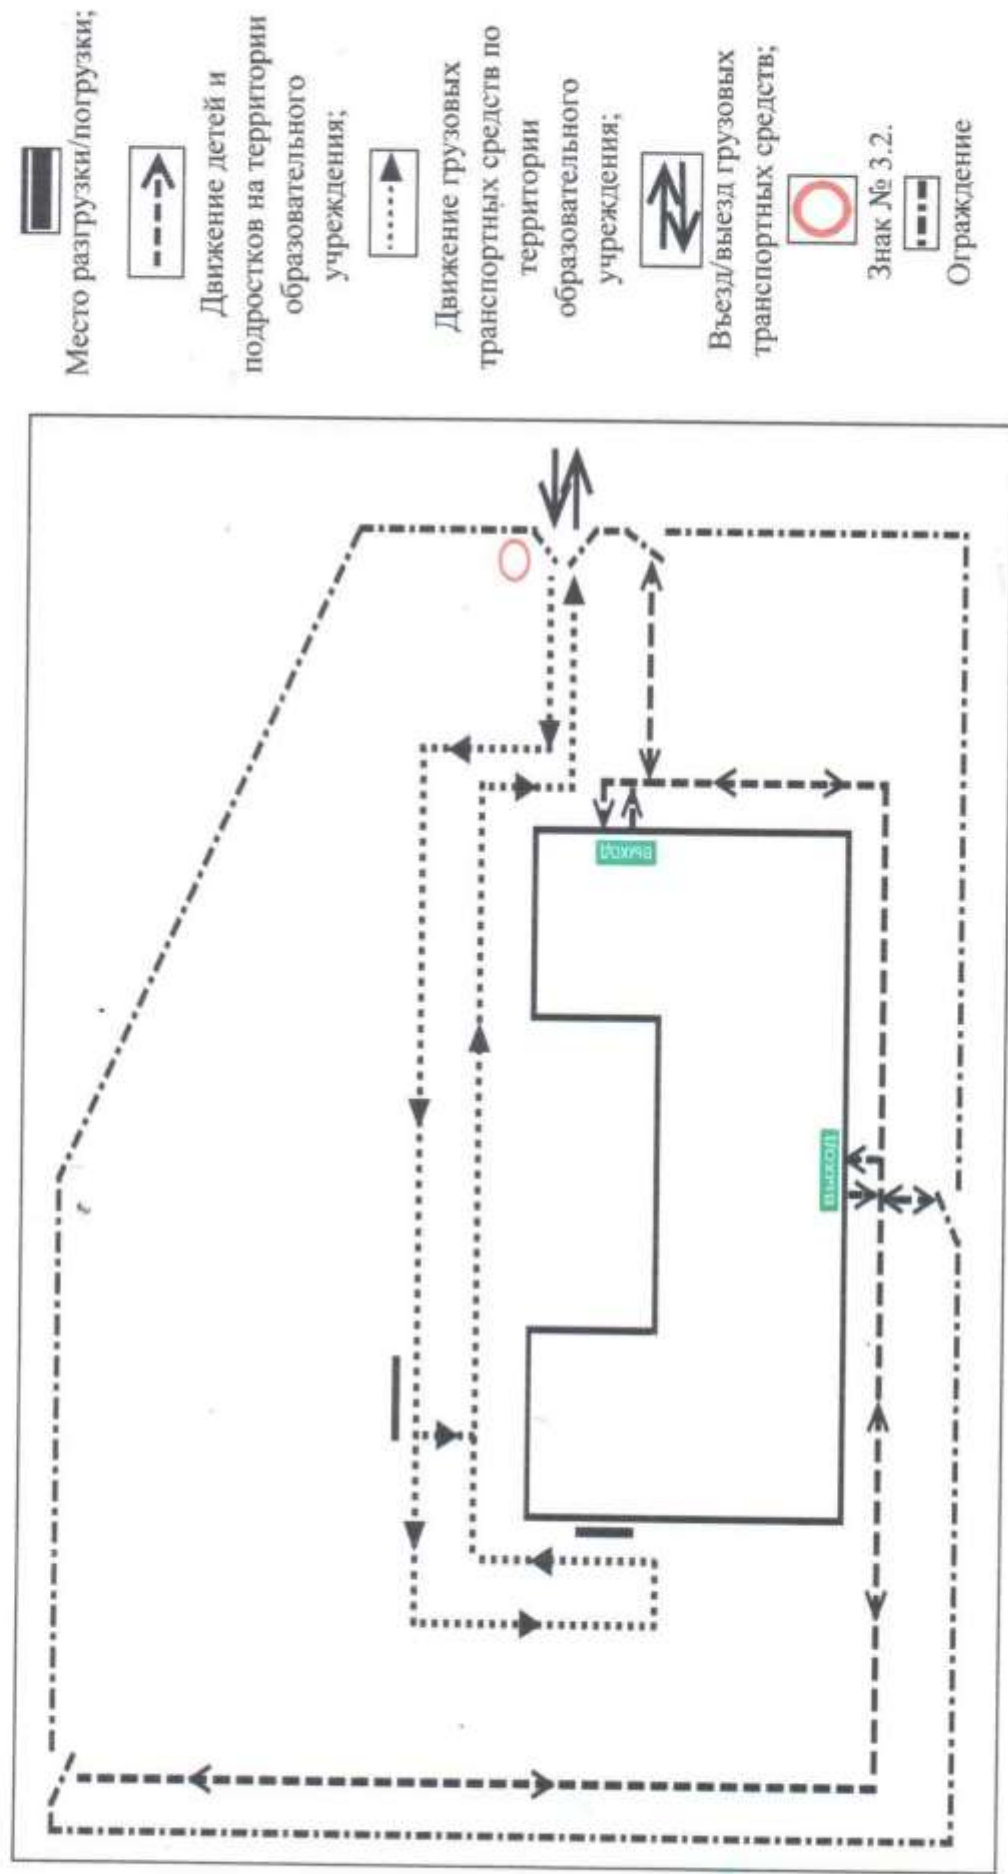 Место разгрузки/погрузки;
Движение детей и
подростков на территории
образовательного
учреждения;
Движение грузовых
транспортных средств по
территории
образовательного
учреждения;
Въезд/выезд грузовых
транспортных средств;
Знак № 3.2.
Ограждение
ВЫХОД
ВЫХОД